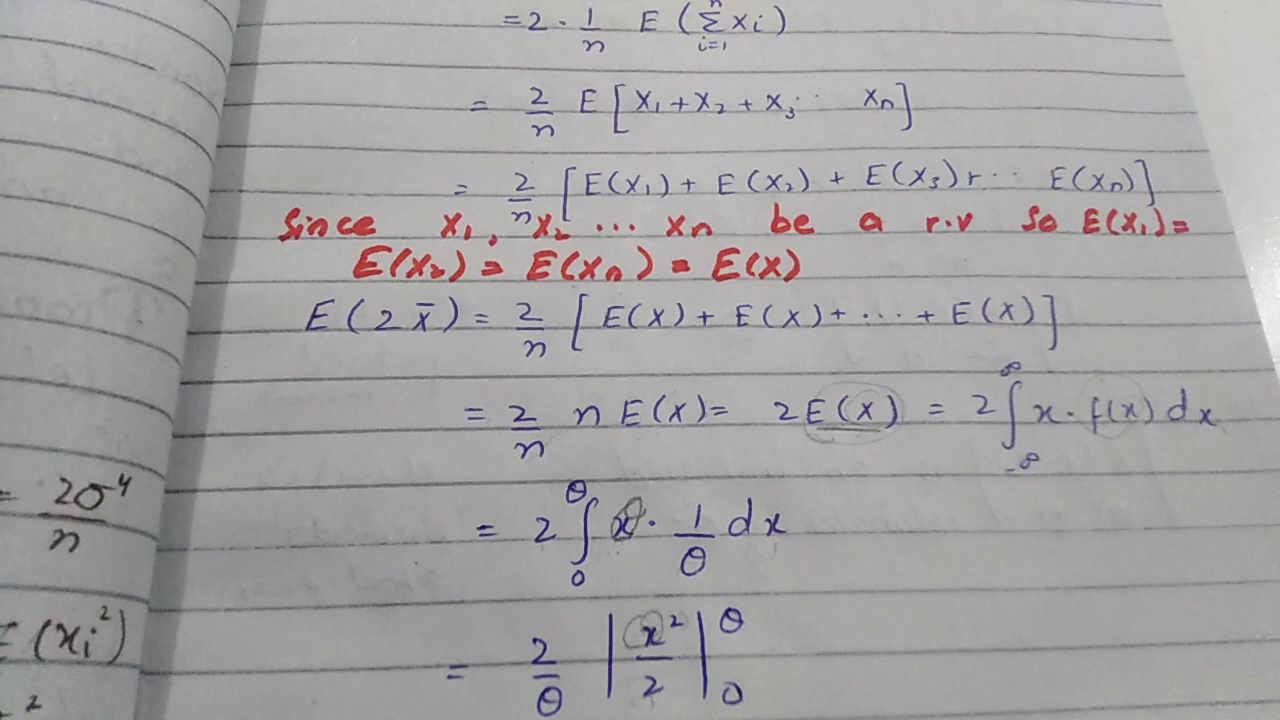 = 2 · 1/n E (Σ_{i=1}^{n} xi)
= 2/n E [X₁ + X₂ + X₃ ·· Xn]
= 2/n [E(X₁) + E(X₂) + E(X₃) + ·· E(Xn)]
Since x₁, x₂ ... xn be a r.v so E(x₁) =
E(x₂) = E(xn) = E(x)
E(2x̄) = 2/n [E(X) + E(X) + ... + E(X)]
= 2/n n E(X) = 2E(X) = 2 ∫_{-∞}^{∞} x · f(x) dx
= 2 ∫_{0}^{θ} x · 1/θ dx
= 2/θ |x²/2|_{0}^{θ}
= 2σ⁴/n
(xi²)